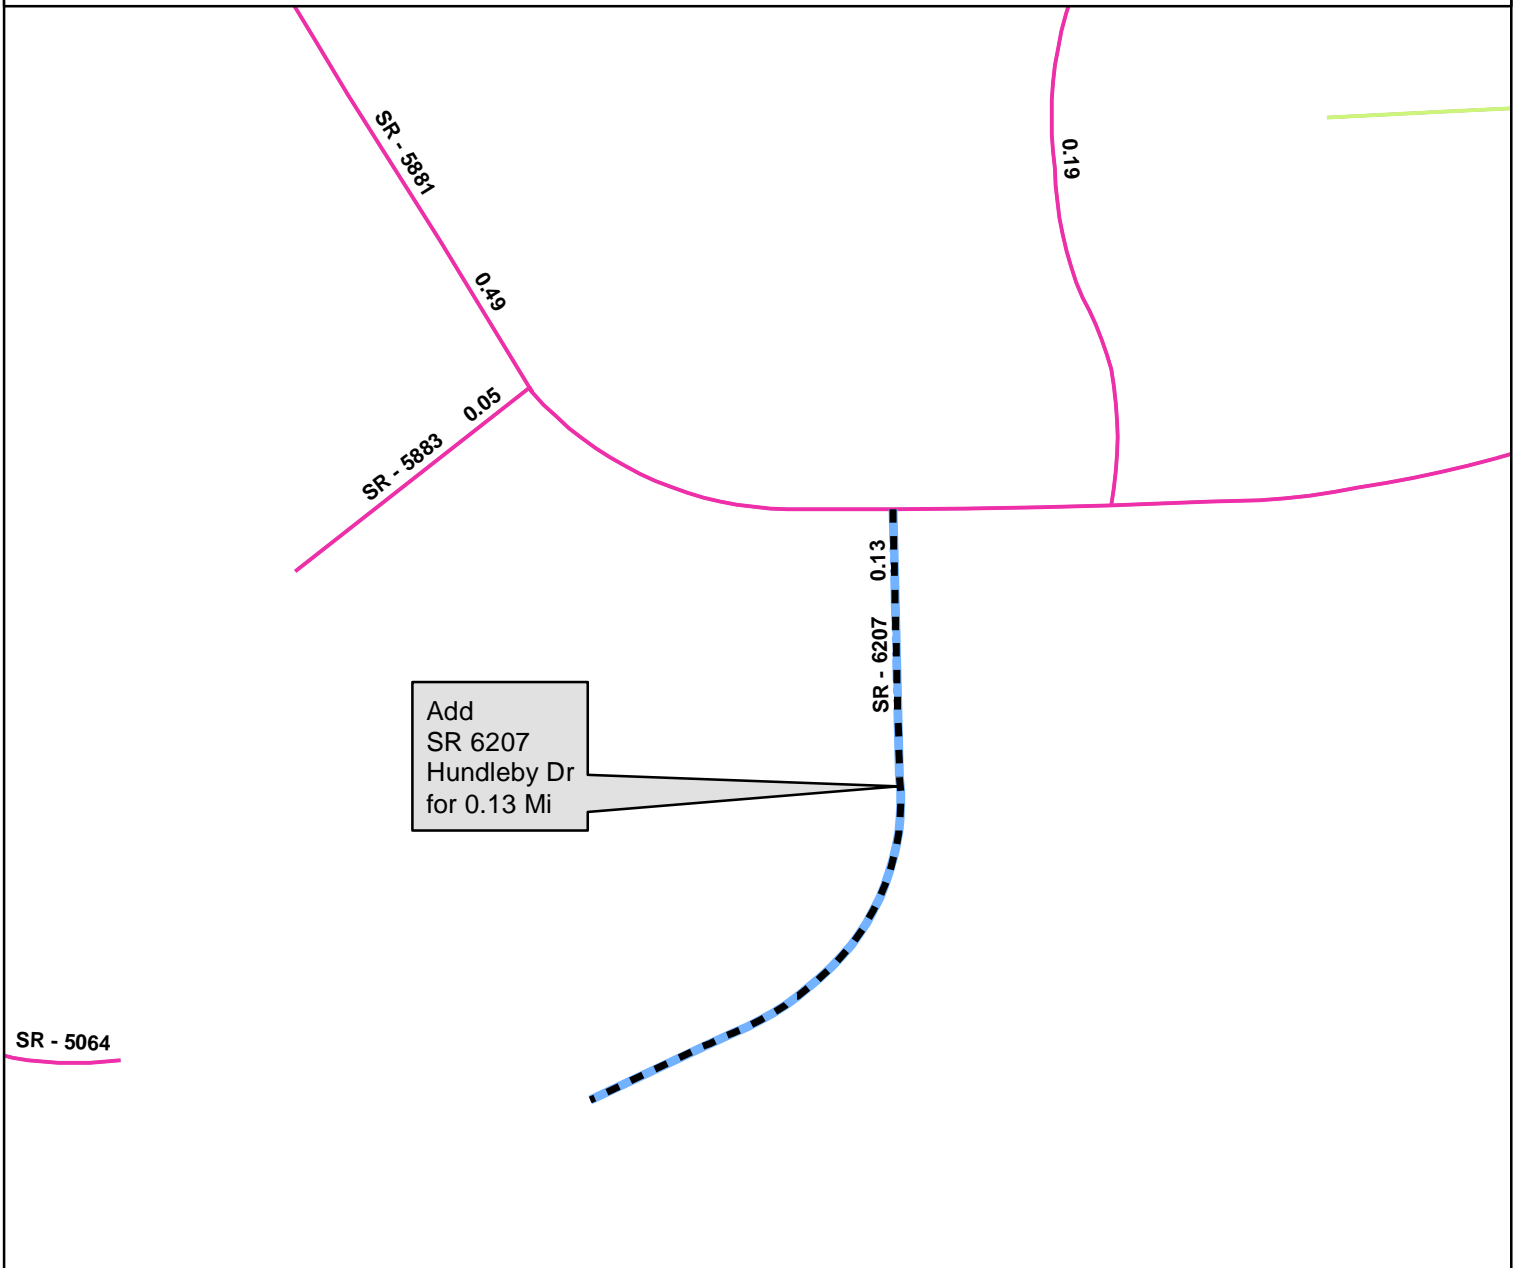 SR - 5881
0.19
0.49
0.05
SR - 5883
0.13
SR - 6207
Add
SR 6207
Hundleby Dr
for 0.13 Mi
SR - 5064